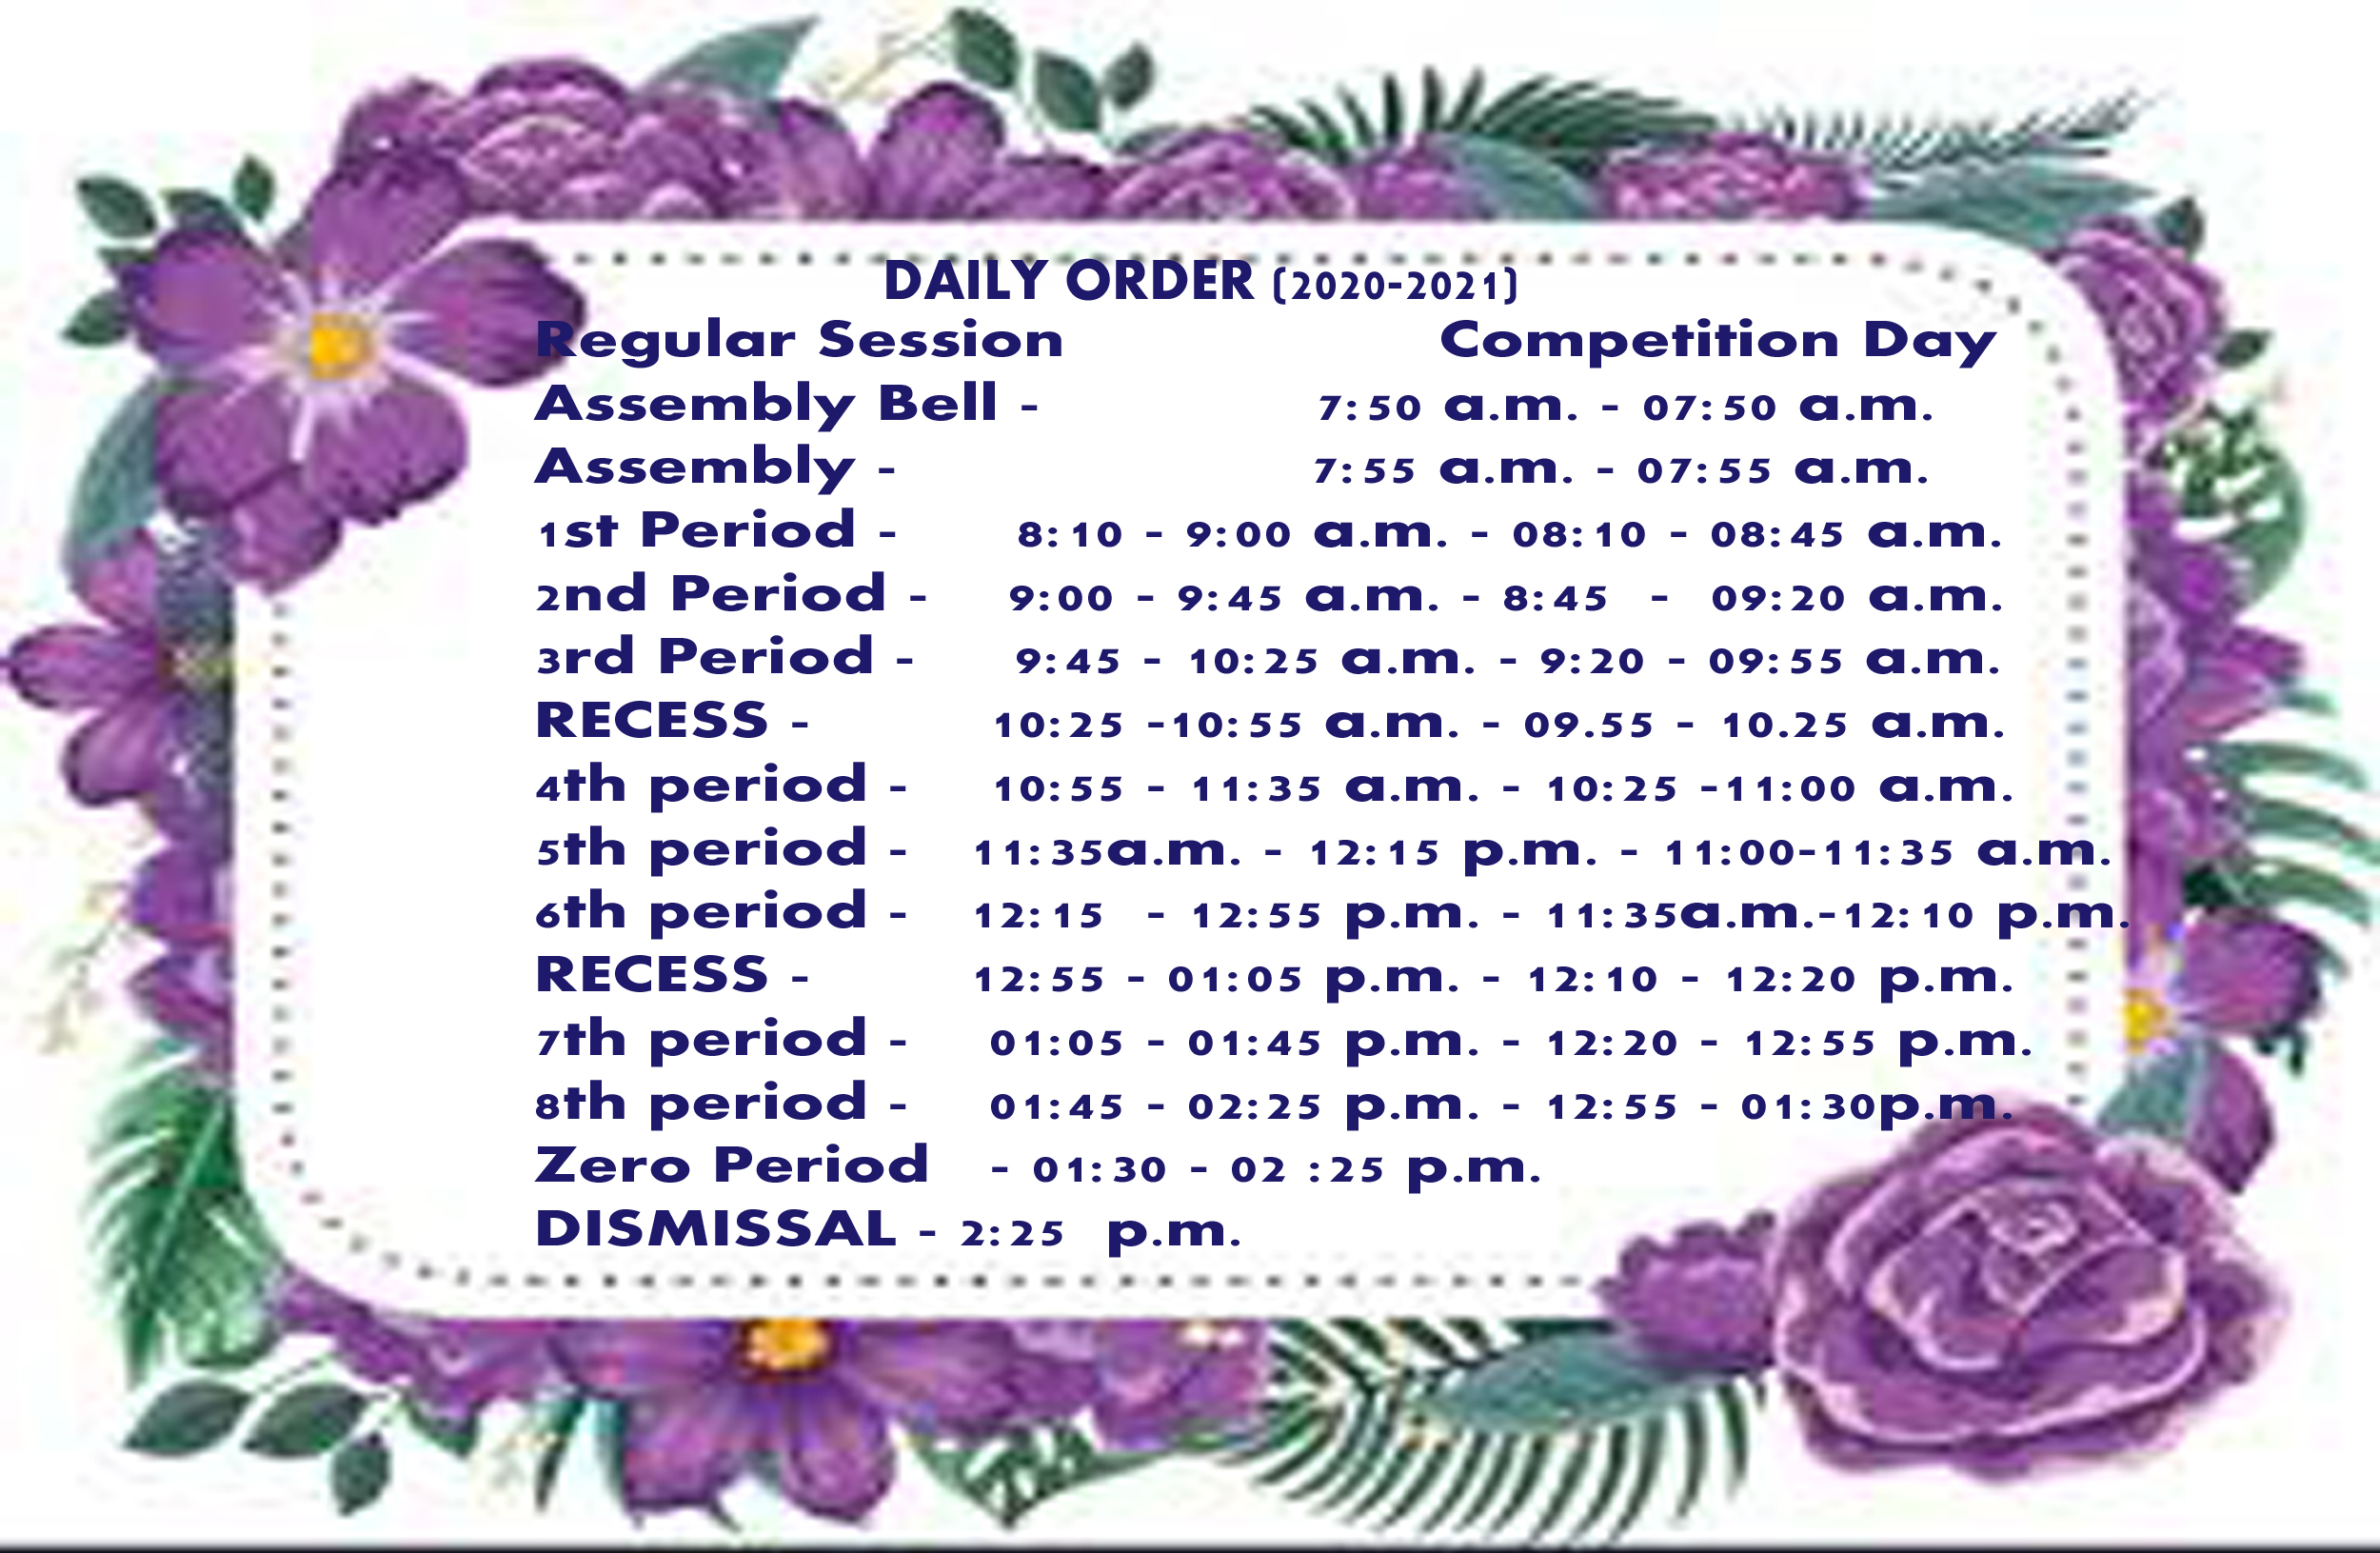 DAILY ORDER (2020-2021)
Regular Session Competition Day
Assembly Bell - 7:50 a.m. - 07:50 a.m.
Assembly - 7:55 a.m. - 07:55 a.m.
1st Period - 8:10 - 9:00 a.m. - 08:10 - 08:45 a.m.
2nd Period - 9:00 - 9:45 a.m. - 8:45 - 09:20 a.m.
3rd Period - 9:45 - 10:25 a.m. - 9:20 - 09:55 a.m.
RECESS - 10:25 -10:55 a.m. - 09.55 - 10.25 a.m.
4th period - 10:55 - 11:35 a.m. - 10:25 -11:00 a.m.
5th period - 11:35a.m. - 12:15 p.m. - 11:00-11:35 a.m.
6th period - 12:15 - 12:55 p.m. - 11:35a.m.-12:10 p.m.
RECESS - 12:55 - 01:05 p.m. - 12:10 - 12:20 p.m.
7th period - 01:05 - 01:45 p.m. - 12:20 - 12:55 p.m.
8th period - 01:45 - 02:25 p.m. - 12:55 - 01:30p.m.
Zero Period - 01:30 - 02 :25 p.m.
DISMISSAL - 2:25 p.m.